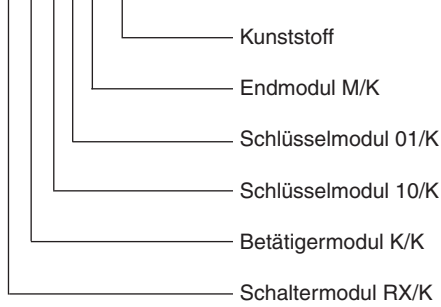 Kunststoff
Endmodul M/K
Schlüsselmodul 01/K
Schlüsselmodul 10/K
Betätigermodul K/K
Schaltermodul RX/K